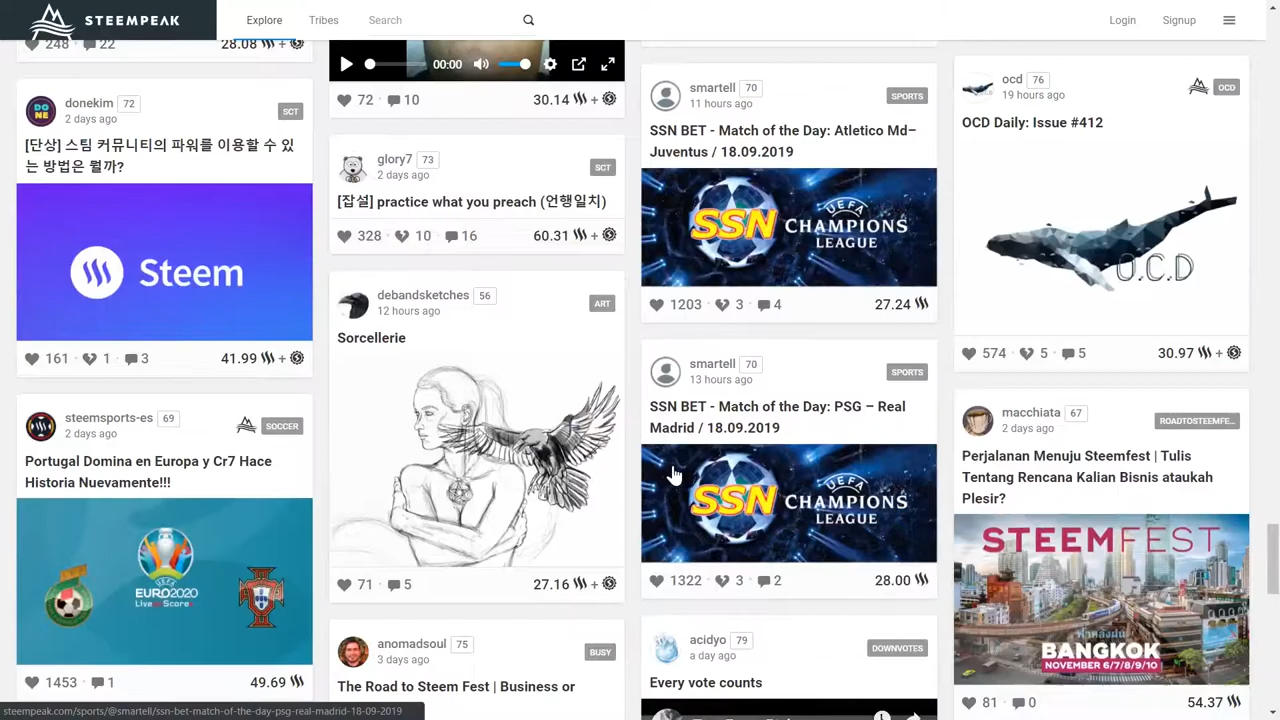 STEEMPEAK
Explore
Tribes
Search
Login
Signup
248 22 28.08 +
donekim 72
2 days ago
SCT
[단상] 스팀 커뮤니티의 파워를 이용할 수 있
는 방법은 뭘까?
Steem
161 1 3 41.99 +
steemsports-es 69
2 days ago
SOCCER
Portugal Domina en Europa y Cr7 Hace
Historia Nuevamente!!!
EURO2020
Live Score
1453 1 49.69
00:00
72 10 30.14 +
glory7 73
2 days ago
SCT
[잡설] practice what you preach (언행일치)
328 10 16 60.31 +
debandsketches 56
12 hours ago
ART
Sorcellerie
71 5 27.16 +
anomadsoul 75
3 days ago
BUSY
The Road to Steem Fest | Business or
smartell 70
11 hours ago
SPORTS
SSN BET - Match of the Day: Atletico Md–
Juventus / 18.09.2019
SSN
UEFA
CHAMPIONS
LEAGUE
1203 3 4 27.24
smartell 70
13 hours ago
SPORTS
SSN BET - Match of the Day: PSG – Real
Madrid / 18.09.2019
SSN
UEFA
CHAMPIONS
LEAGUE
1322 3 2 28.00
acidyo 79
a day ago
DOWNVOTES
Every vote counts
ocd 76
19 hours ago
OCD
OCD Daily: Issue #412
O.C.D
574 5 5 30.97 +
macchiata 67
2 days ago
ROADTOSTEEMFE...
Perjalanan Menuju Steemfest | Tulis
Tentang Rencana Kalian Bisnis ataukah
Plesir?
STEEMFEST
BANGKOK
NOVEMBER 6/7/8/9/10
81 0 54.37
steempeak.com/sports/@smartell/ssn-bet-match-of-the-day-psg-real-madrid-18-09-2019